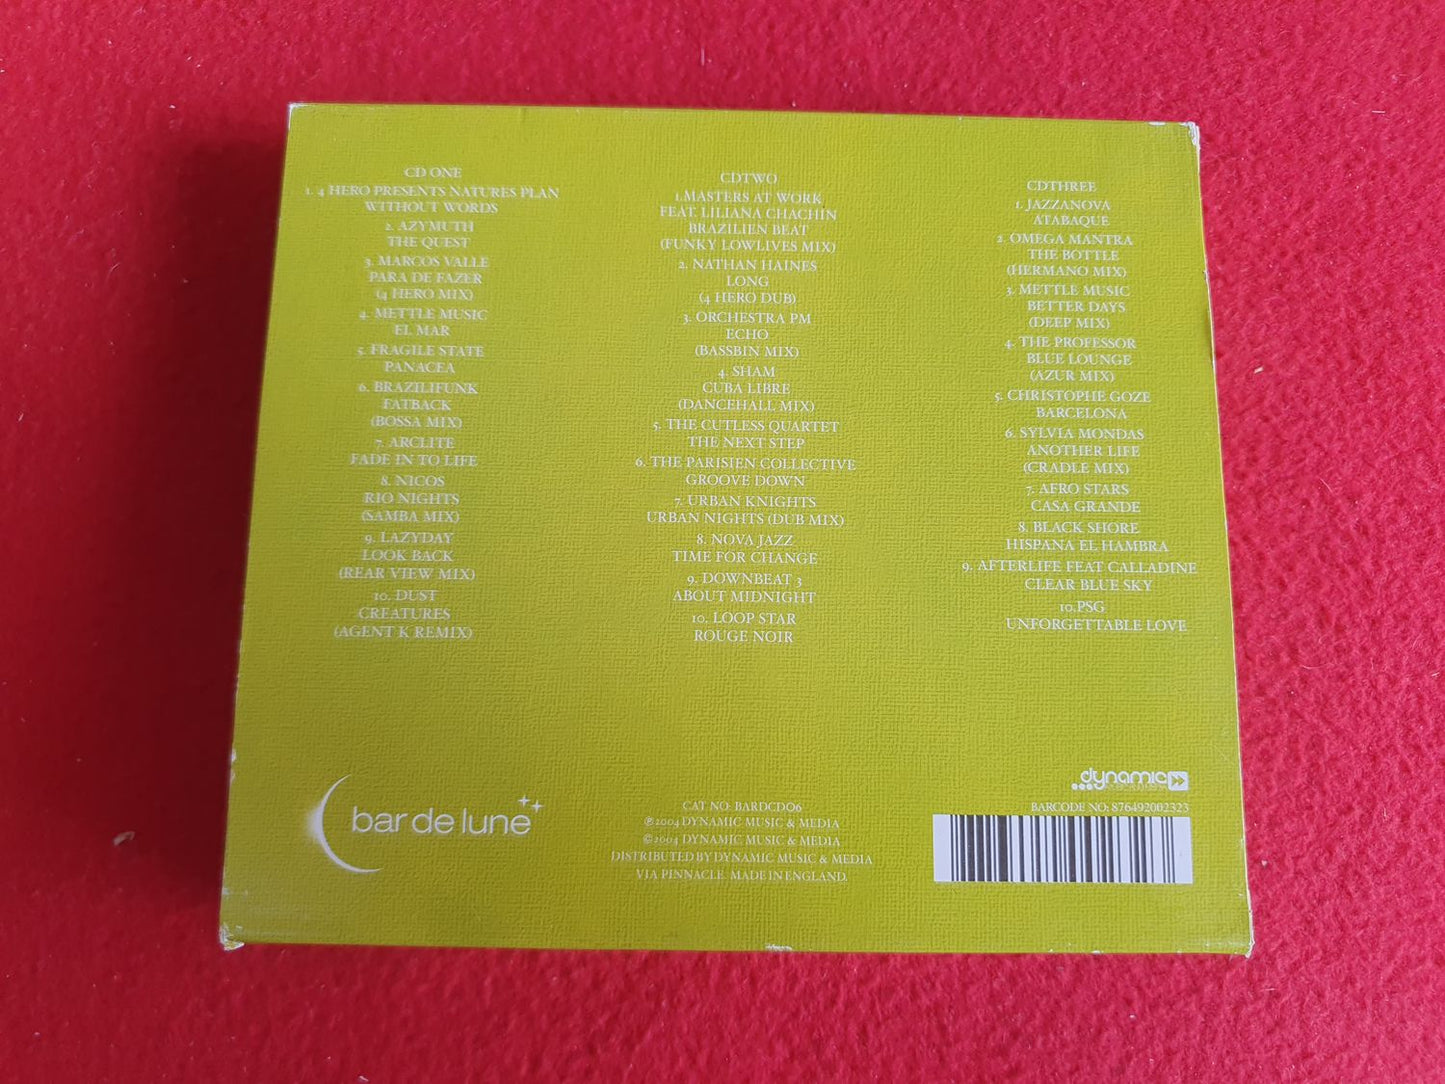 CD ONE
1. 4 HERO PRESENTS NATURES PLAN
WITHOUT WORDS
2. AZYMUTH
THE QUEST
3. MARCOS VALLE
PARA DE FAZER
(4 HERO MIX)
4. METTLE MUSIC
EL MAR
5. FRAGILE STATE
PANACEA
6. BRAZILIFUNK
FATBACK
(BOSSA MIX)
7. ARCLITE
FADE IN TO LIFE
8. NICOS
RIO NIGHTS
(SAMBA MIX)
9. LAZYDAY
LOOK BACK
(REAR VIEW MIX)
10. DUST
CREATURES
(AGENT K REMIX)
CDTWO
1.MASTERS AT WORK
FEAT. LILIANA CHACHIN
BRAZILIEN BEAT
(FUNKY LOWLIVES MIX)
2. NATHAN HAINES
LONG
(4 HERO DUB)
3. ORCHESTRA PM
ECHO
(BASSBIN MIX)
4. SHAM
CUBA LIBRE
(DANCEHALL MIX)
5. THE CUTLESS QUARTET
THE NEXT STEP
6. THE PARISIEN COLLECTIVE
GROOVE DOWN
7. URBAN KNIGHTS
URBAN NIGHTS (DUB MIX)
8. NOVA JAZZ
TIME FOR CHANGE
9. DOWNBEAT 3
ABOUT MIDNIGHT
10. LOOP STAR
ROUGE NOIR
CDTHREE
1. JAZZANOVA
ATABAQUE
2. OMEGA MANTRA
THE BOTTLE
(HERMANO MIX)
3. METTLE MUSIC
BETTER DAYS
(DEEP MIX)
4. THE PROFESSOR
BLUE LOUNGE
(AZUR MIX)
5. CHRISTOPHE GOZE
BARCELONA
6. SYLVIA MONDAS
ANOTHER LIFE
(CRADLE MIX)
7. AFRO STARS
CASA GRANDE
8. BLACK SHORE
HISPANA EL HAMBRA
9. AFTERLIFE FEAT CALLADINE
CLEAR BLUE SKY
10.PSG
UNFORGETTABLE LOVE
bar de lune
CAT NO: BARDCD06
℗2004 DYNAMIC MUSIC & MEDIA
©2004 DYNAMIC MUSIC & MEDIA
DISTRIBUTED BY DYNAMIC MUSIC & MEDIA
VIA PINNACLE. MADE IN ENGLAND.
...dynamic
BARCODE NO: 876492002323